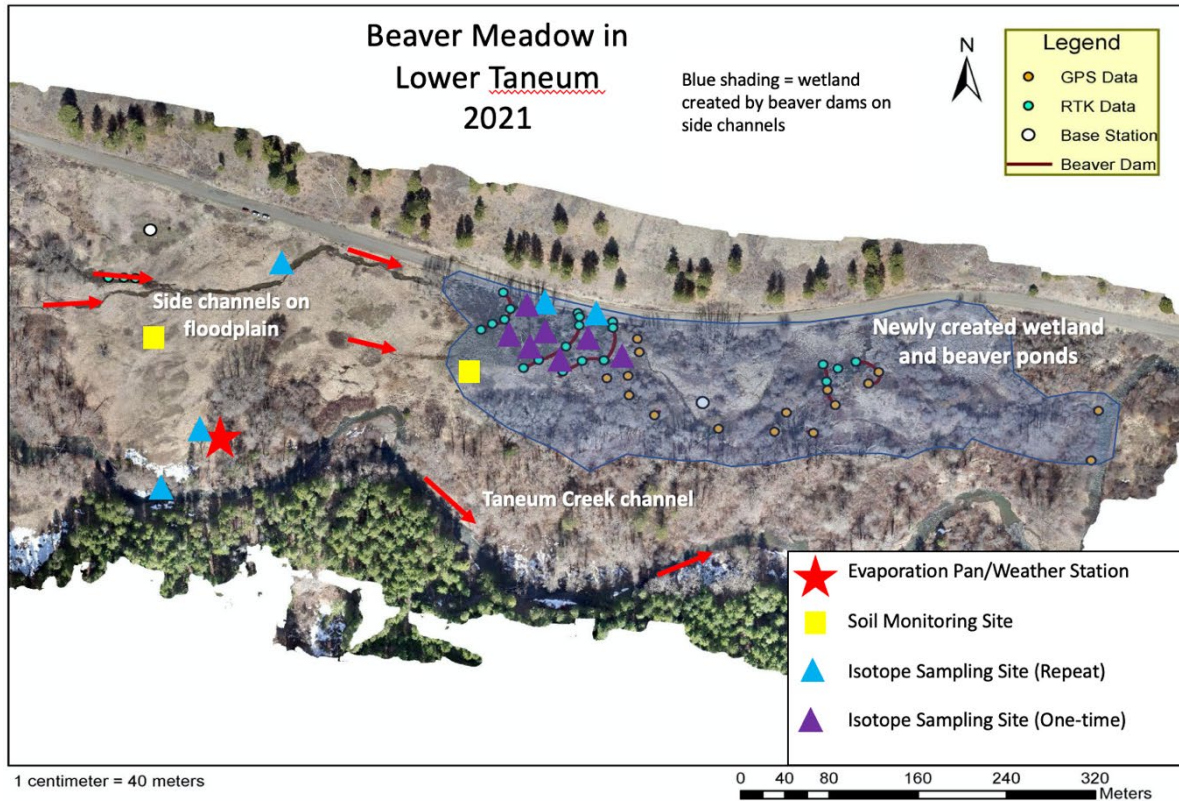 Beaver Meadow in
Lower Taneum
2021
Blue shading = wetland
created by beaver dams on
side channels
N
Legend
GPS Data
RTK Data
Base Station
Beaver Dam
Side channels on
floodplain
Newly created wetland
and beaver ponds
Taneum Creek channel
Evaporation Pan/Weather Station
Soil Monitoring Site
Isotope Sampling Site (Repeat)
Isotope Sampling Site (One-time)
1 centimeter = 40 meters
0 40 80 160 240 320
Meters